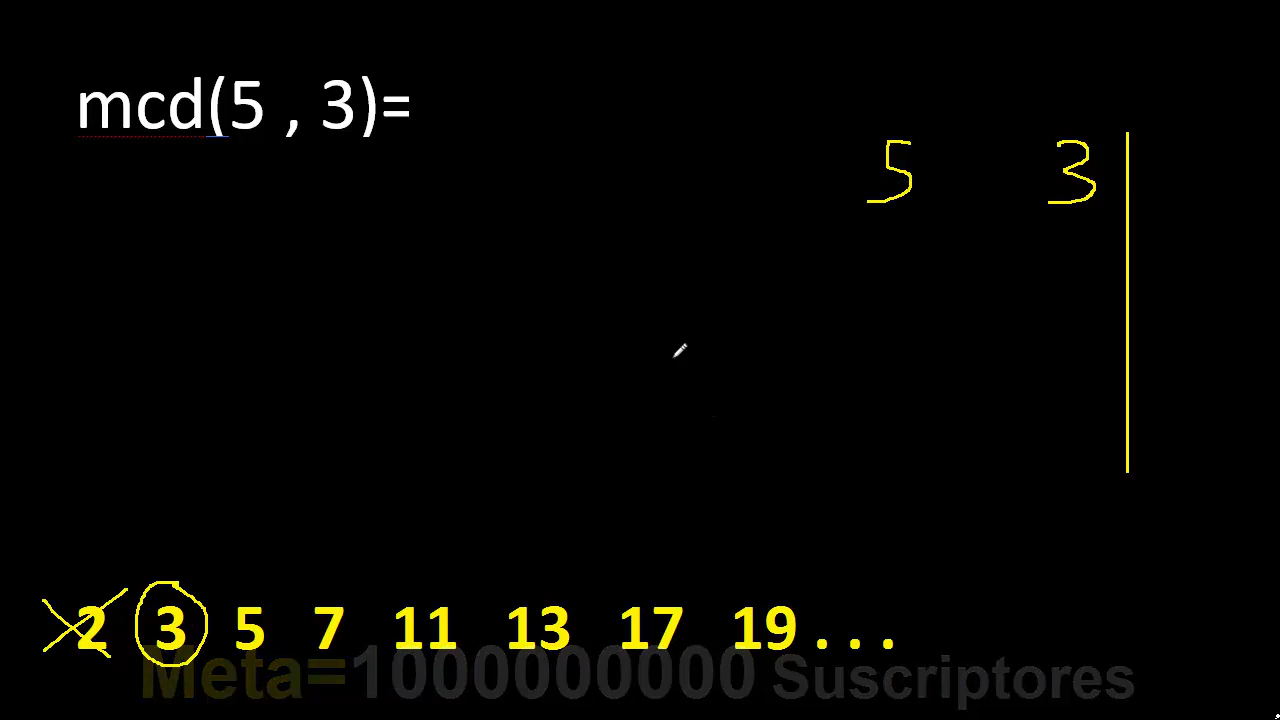 mcd(5 , 3)=
5 3
2 3 5 7 11 13 17 19 . . .
Meta=1000000000 Suscriptores